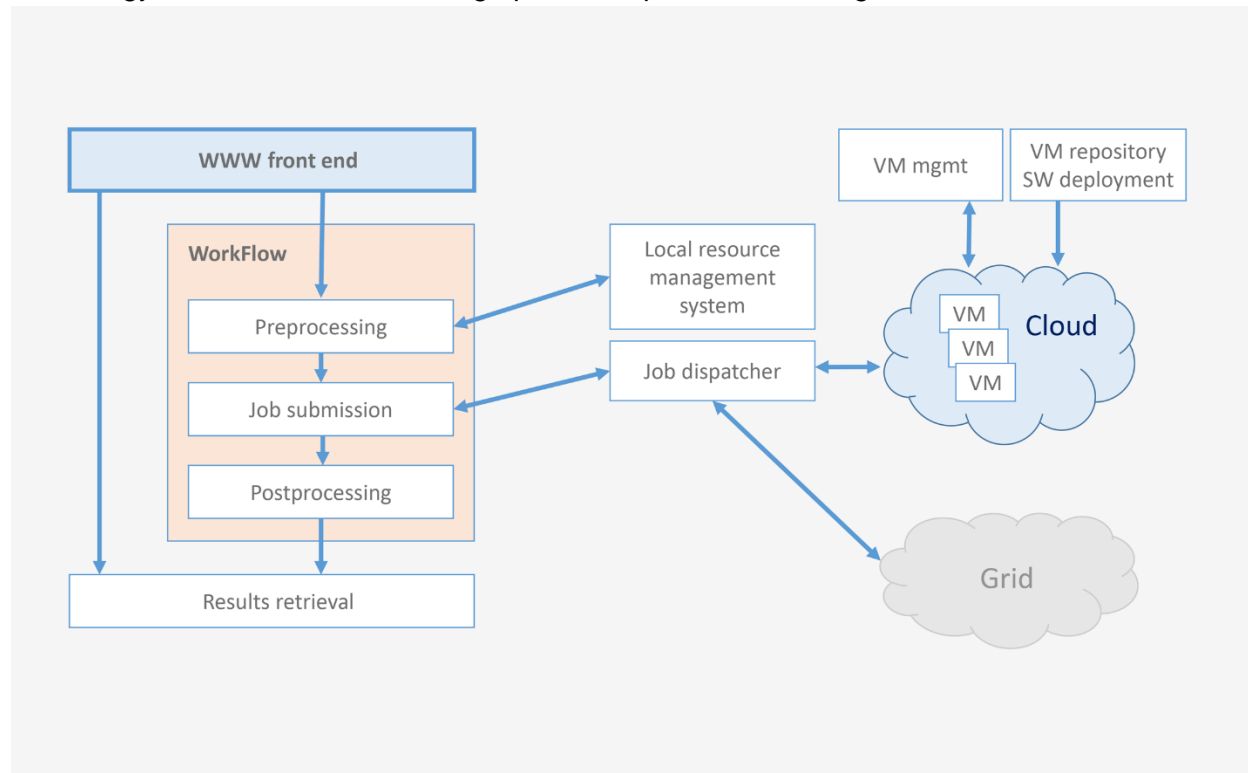 WWW front end
WorkFlow
Preprocessing
Job submission
Postprocessing
Results retrieval
Local resource
management
system
Job dispatcher
VM mgmt
VM repository
SW deployment
VM
VM
VM
Cloud
Grid